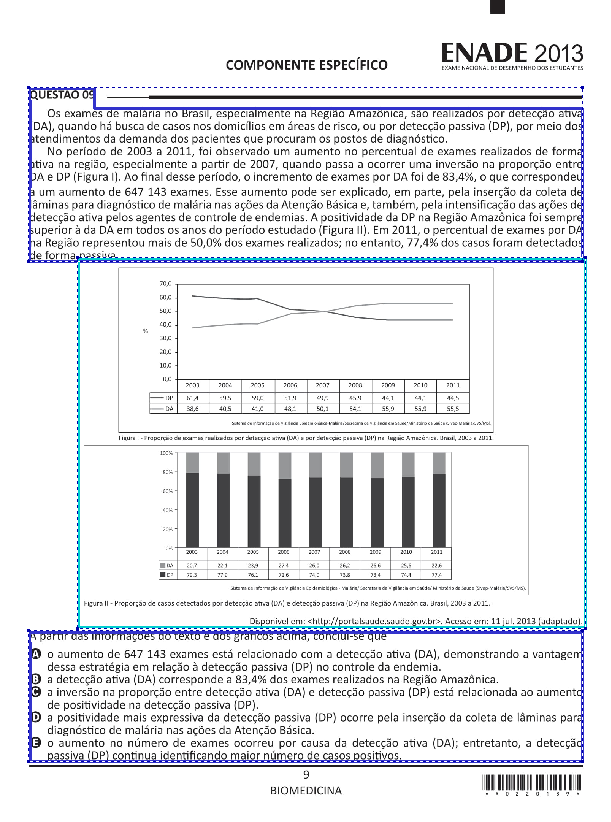 ENADE 2013
EXAME NACIONAL DE DESEMPENHO DOS ESTUDANTES
COMPONENTE ESPECÍFICO
QUESTÃO 09
Os exames de malária no Brasil, especialmente na Região Amazônica, são realizados por detecção ativa
(DA), quando há busca de casos nos domicílios em áreas de risco, ou por detecção passiva (DP), por meio dos
atendimentos da demanda dos pacientes que procuram os postos de diagnóstico.
No período de 2003 a 2011, foi observado um aumento no percentual de exames realizados de forma
ativa na região, especialmente a partir de 2007, quando passa a ocorrer uma inversão na proporção entre
DA e DP (Figura I). Ao final desse período, o incremento de exames por DA foi de 83,4%, o que correspondeu
a um aumento de 647 143 exames. Esse aumento pode ser explicado, em parte, pela inserção da coleta de
lâminas para diagnóstico de malária nas ações da Atenção Básica e, também, pela intensificação das ações de
detecção ativa pelos agentes de controle de endemias. A positividade da DP na Região Amazônica foi sempre
superior à da DA em todos os anos do período estudado (Figura II). Em 2011, o percentual de exames por DA
na Região representou mais de 50,0% dos exames realizados; no entanto, 77,4% dos casos foram detectados
de forma passiva.
70,0
60,0
50,0
40,0
30,0
20,0
10,0
0,0
%
2003 2004 2005 2006 2007 2008 2009 2010 2011
DP 61,4 59,5 59,0 51,9 49,9 45,9 44,1 44,1 44,5
DA 38,6 40,5 41,0 48,1 50,1 54,1 55,9 55,9 55,5
Figura I - Proporção de exames realizados por detecção ativa (DA) e por detecção passiva (DP) na Região Amazônica. Brasil, 2003 a 2011.
100%
80%
60%
40%
20%
0%
2003 2004 2005 2006 2007 2008 2009 2010 2011
DA 20,7 22,1 23,9 27,4 26,0 26,2 26,6 25,6 22,6
DP 79,3 77,9 76,1 72,6 74,0 73,8 73,4 74,4 77,4
Figura II - Proporção de casos detectados por detecção ativa (DA) e detecção passiva (DP) na Região Amazônica. Brasil, 2003 a 2011.
Disponível em: <http://portalsaude.saude.gov.br>. Acesso em: 11 jul. 2013 (adaptado).
A partir das informações do texto e dos gráficos acima, conclui-se que
A o aumento de 647 143 exames está relacionado com a detecção ativa (DA), demonstrando a vantagem
dessa estratégia em relação à detecção passiva (DP) no controle da endemia.
B a detecção ativa (DA) corresponde a 83,4% dos exames realizados na Região Amazônica.
C a inversão na proporção entre detecção ativa (DA) e detecção passiva (DP) está relacionada ao aumento
de positividade na detecção passiva (DP).
D a positividade mais expressiva da detecção passiva (DP) ocorre pela inserção da coleta de lâminas para
diagnóstico de malária nas ações da Atenção Básica.
E o aumento no número de exames ocorreu por causa da detecção ativa (DA); entretanto, a detecção
passiva (DP) continua identificando maior número de casos positivos.
9
BIOMEDICINA